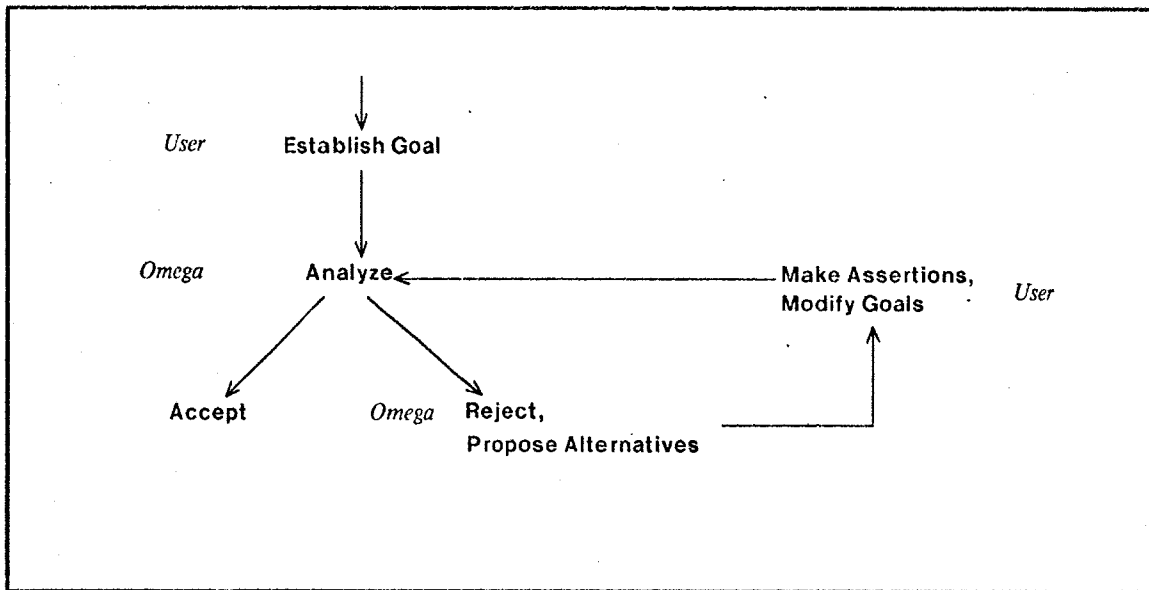 User Establish Goal
Omega Analyze
Make Assertions,
Modify Goals
User
Accept
Omega Reject,
Propose Alternatives